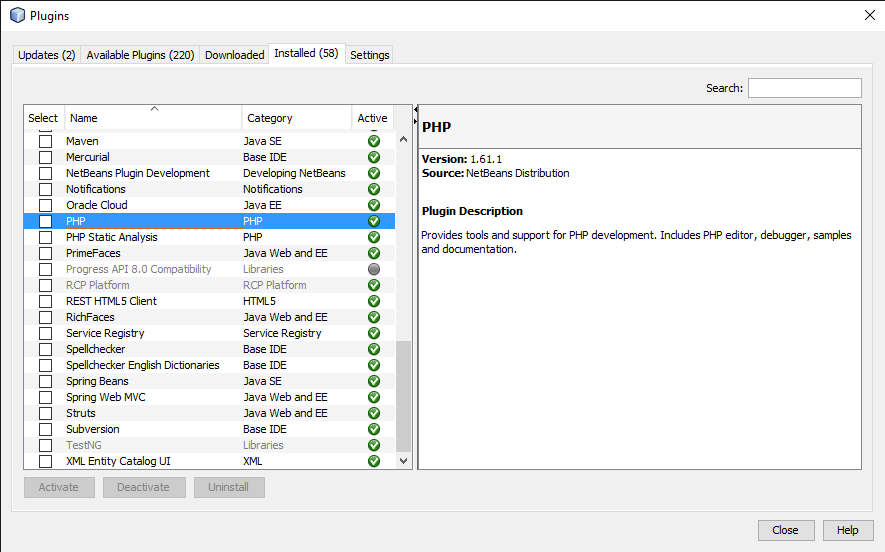 Plugins
Updates (2) Available Plugins (220) Downloaded Installed (58) Settings
Search:
Select Name Category Active
Maven Java SE
Mercurial Base IDE
NetBeans Plugin Development Developing NetBeans
Notifications Notifications
Oracle Cloud Java EE
PHP PHP
PHP Static Analysis PHP
PrimeFaces Java Web and EE
Progress API 8.0 Compatibility Libraries
RCP Platform RCP Platform
REST HTML5 Client HTML5
RichFaces Java Web and EE
Service Registry Service Registry
Spellchecker Base IDE
Spellchecker English Dictionaries Base IDE
Spring Beans Java SE
Spring Web MVC Java Web and EE
Struts Java Web and EE
Subversion Base IDE
TestNG Libraries
XML Entity Catalog UI XML
PHP
Version: 1.61.1
Source: NetBeans Distribution
Plugin Description
Provides tools and support for PHP development. Includes PHP editor, debugger, samples
and documentation.
Activate Deactivate Uninstall
Close Help